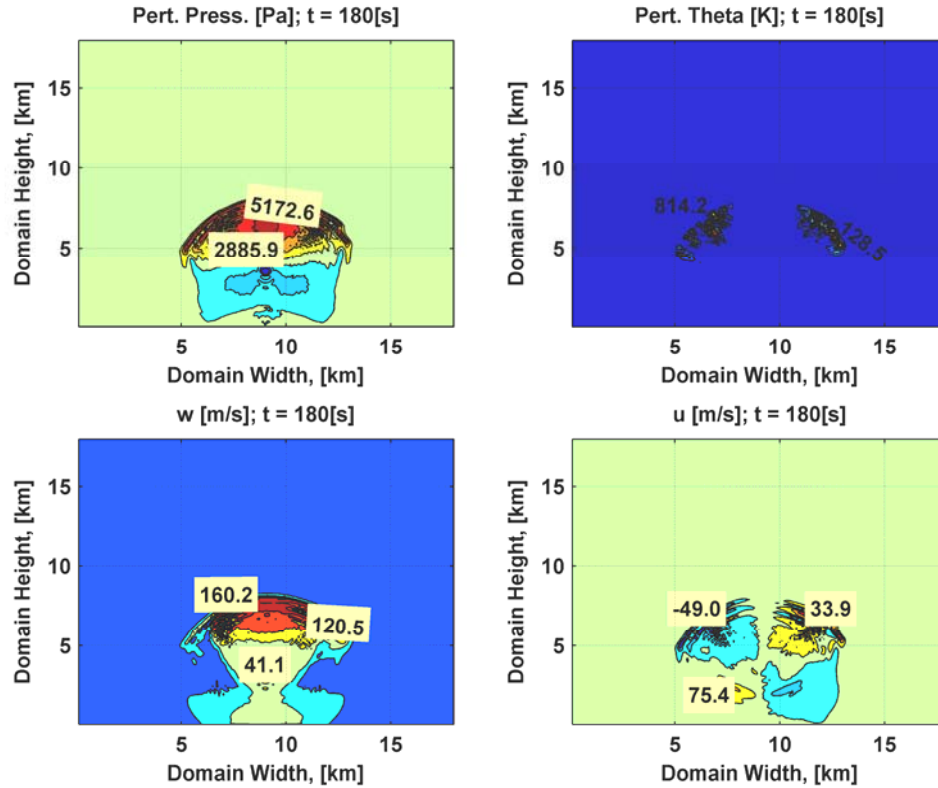 Pert. Press. [Pa]; t = 180[s]
Domain Height, [km]
15
10
5
5172.6
2885.9
5 10 15
Domain Width, [km]
Pert. Theta [K]; t = 180[s]
Domain Height, [km]
15
10
5
814.2
128.5
5 10 15
Domain Width, [km]
w [m/s]; t = 180[s]
Domain Height, [km]
15
10
5
160.2
120.5
41.1
5 10 15
Domain Width, [km]
u [m/s]; t = 180[s]
Domain Height, [km]
15
10
5
-49.0 33.9
75.4
5 10 15
Domain Width, [km]